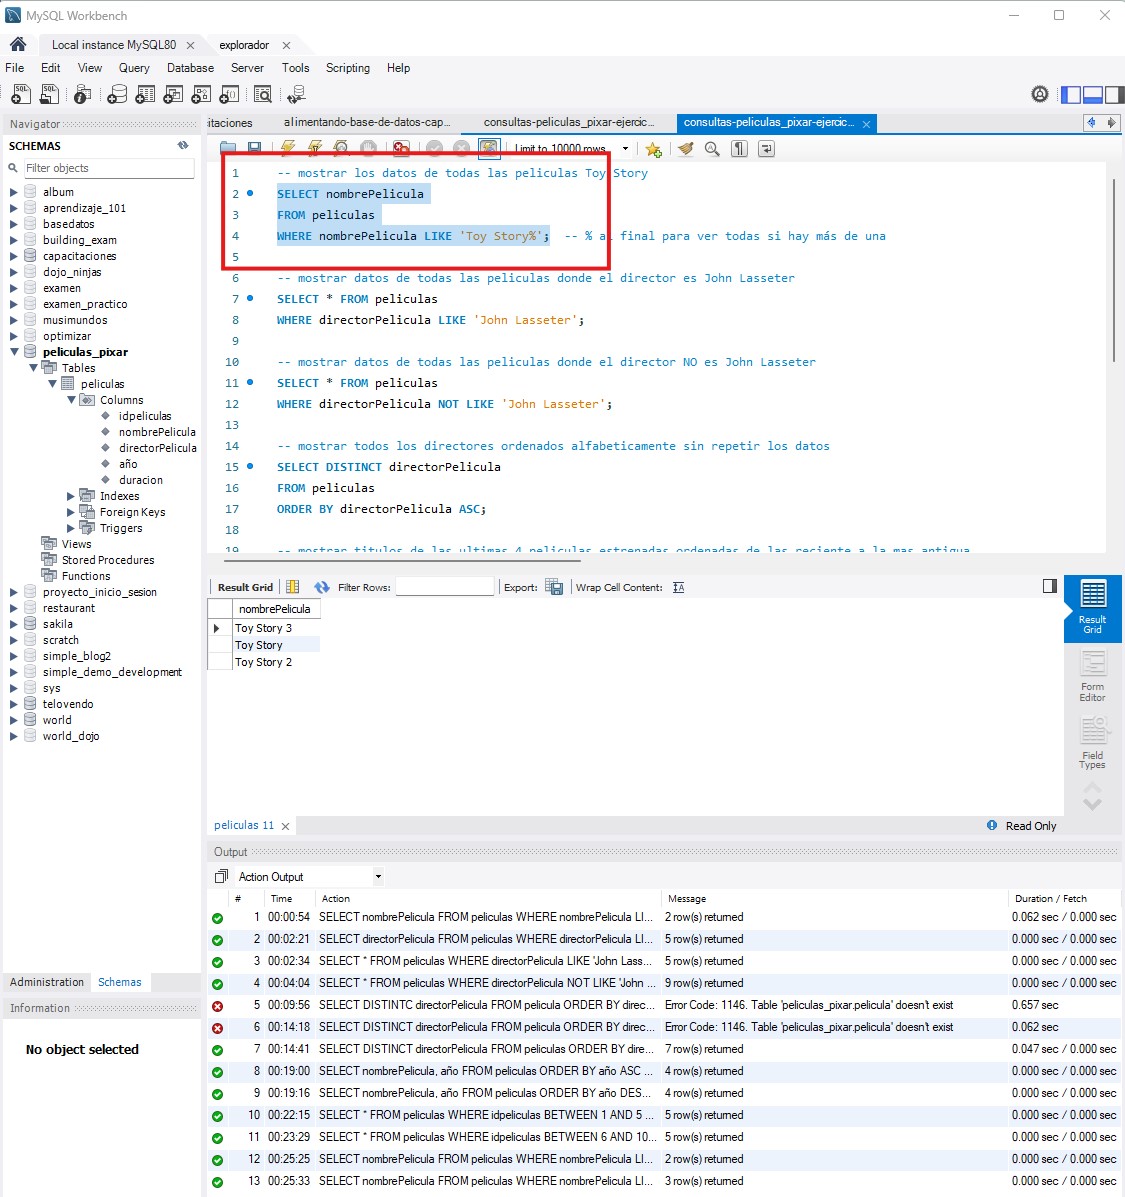 MySQL Workbench
Local instance MySQL80
explorador
File Edit View Query Database Server Tools Scripting Help
Navigator
SCHEMAS
Filter objects
album
aprendizaje_101
basedatos
building_exam
capacitaciones
dojo_ninjas
examen
examen_practico
musimundos
optimizar
peliculas_pixar
Tables
peliculas
Columns
idpeliculas
nombrePelicula
directorPelicula
año
duracion
Indexes
Foreign Keys
Triggers
Views
Stored Procedures
Functions
proyecto_inicio_sesion
restaurant
sakila
scratch
simple_blog2
simple_demo_development
sys
telovendo
world
world_dojo
Administration Schemas
Information
No object selected
itaciones alimentando-base-de-datos-cap... consultas-peliculas_pixar-ejercic... consultas-peliculas_pixar-ejercic...
Limit to 10000 rows
1 -- mostrar los datos de todas las peliculas Toy Story
2 SELECT nombrePelicula
3 FROM peliculas
4 WHERE nombrePelicula LIKE 'Toy Story%'; -- % al final para ver todas si hay más de una
5
6 -- mostrar datos de todas las peliculas donde el director es John Lasseter
7 SELECT * FROM peliculas
8 WHERE directorPelicula LIKE 'John Lasseter';
9
10 -- mostrar datos de todas las peliculas donde el director NO es John Lasseter
11 SELECT * FROM peliculas
12 WHERE directorPelicula NOT LIKE 'John Lasseter';
13
14 -- mostrar todos los directores ordenados alfabeticamente sin repetir los datos
15 SELECT DISTINCT directorPelicula
16 FROM peliculas
17 ORDER BY directorPelicula ASC;
18
19 -- mostrar titulos de las ultimas 4 peliculas estrenadas ordenadas de las reciente a la mas antigua
Result Grid Filter Rows: Export: Wrap Cell Content:
nombrePelicula
Toy Story 3
Toy Story
Toy Story 2
Result Grid
Form Editor
Field Types
peliculas 11
Read Only
Output
Action Output
# Time Action Message Duration / Fetch
1 00:00:54 SELECT nombrePelicula FROM peliculas WHERE nombrePelicula LI... 2 row(s) returned 0.062 sec / 0.000 sec
2 00:02:21 SELECT directorPelicula FROM peliculas WHERE directorPelicula LI... 5 row(s) returned 0.000 sec / 0.000 sec
3 00:02:34 SELECT * FROM peliculas WHERE directorPelicula LIKE 'John Lass... 5 row(s) returned 0.000 sec / 0.000 sec
4 00:04:04 SELECT * FROM peliculas WHERE directorPelicula NOT LIKE 'John ... 9 row(s) returned 0.000 sec / 0.000 sec
5 00:09:56 SELECT DISTINTC directorPelicula FROM pelicula ORDER BY direc... Error Code: 1146. Table 'peliculas_pixar.pelicula' doesn't exist 0.657 sec
6 00:14:18 SELECT DISTINCT directorPelicula FROM pelicula ORDER BY direc... Error Code: 1146. Table 'peliculas_pixar.pelicula' doesn't exist 0.062 sec
7 00:14:41 SELECT DISTINCT directorPelicula FROM peliculas ORDER BY dire... 7 row(s) returned 0.047 sec / 0.000 sec
8 00:19:00 SELECT nombrePelicula, año FROM peliculas ORDER BY año ASC ... 4 row(s) returned 0.000 sec / 0.000 sec
9 00:19:16 SELECT nombrePelicula, año FROM peliculas ORDER BY año DES... 4 row(s) returned 0.000 sec / 0.000 sec
10 00:22:15 SELECT * FROM peliculas WHERE idpeliculas BETWEEN 1 AND 5 ... 5 row(s) returned 0.000 sec / 0.000 sec
11 00:23:29 SELECT * FROM peliculas WHERE idpeliculas BETWEEN 6 AND 10... 5 row(s) returned 0.000 sec / 0.000 sec
12 00:25:25 SELECT nombrePelicula FROM peliculas WHERE nombrePelicula LI... 2 row(s) returned 0.000 sec / 0.000 sec
13 00:25:33 SELECT nombrePelicula FROM peliculas WHERE nombrePelicula LI... 3 row(s) returned 0.000 sec / 0.000 sec